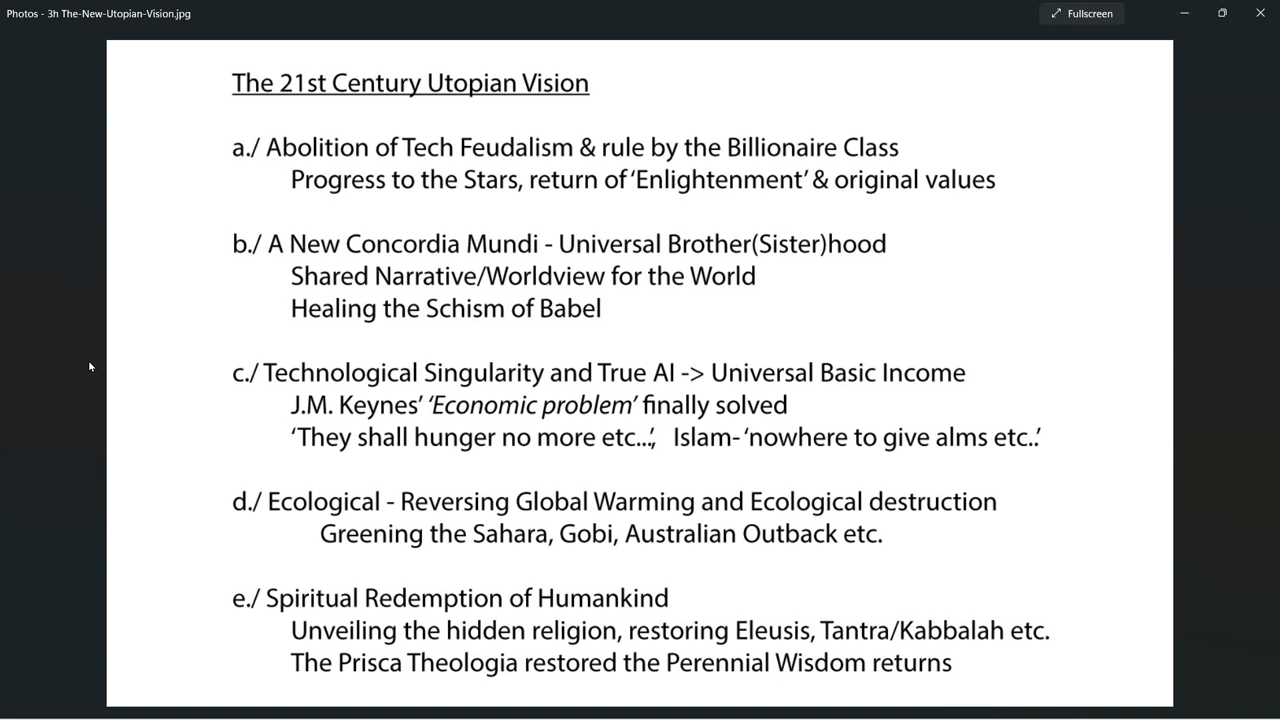 Photos - 3h The-New-Utopian-Vision.jpg
Fullscreen
The 21st Century Utopian Vision
a./ Abolition of Tech Feudalism & rule by the Billionaire Class
Progress to the Stars, return of ‘Enlightenment’ & original values
b./ A New Concordia Mundi - Universal Brother(Sister)hood
Shared Narrative/Worldview for the World
Healing the Schism of Babel
c./ Technological Singularity and True AI -> Universal Basic Income
J.M. Keynes’ ‘Economic problem’ finally solved
‘They shall hunger no more etc...’, Islam- ‘nowhere to give alms etc..’
d./ Ecological - Reversing Global Warming and Ecological destruction
Greening the Sahara, Gobi, Australian Outback etc.
e./ Spiritual Redemption of Humankind
Unveiling the hidden religion, restoring Eleusis, Tantra/Kabbalah etc.
The Prisca Theologia restored the Perennial Wisdom returns